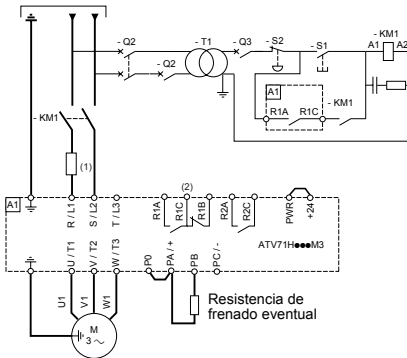 - Q2
- T1
- Q3
- S2
- S1
- KM1
A1
A2
- Q2
A1
R1A
R1C
- KM1
- KM1
(1)
(2)
A1
R / L1
S / L2
T / L3
R1A
R1C
R1B
R2A
R2C
PWR
+24
ATV71H●●●M3
U / T1
V / T2
W / T3
P0
PA / +
PB
PC / -
U1
V1
W1
M
3 ~
Resistencia de
frenado eventual